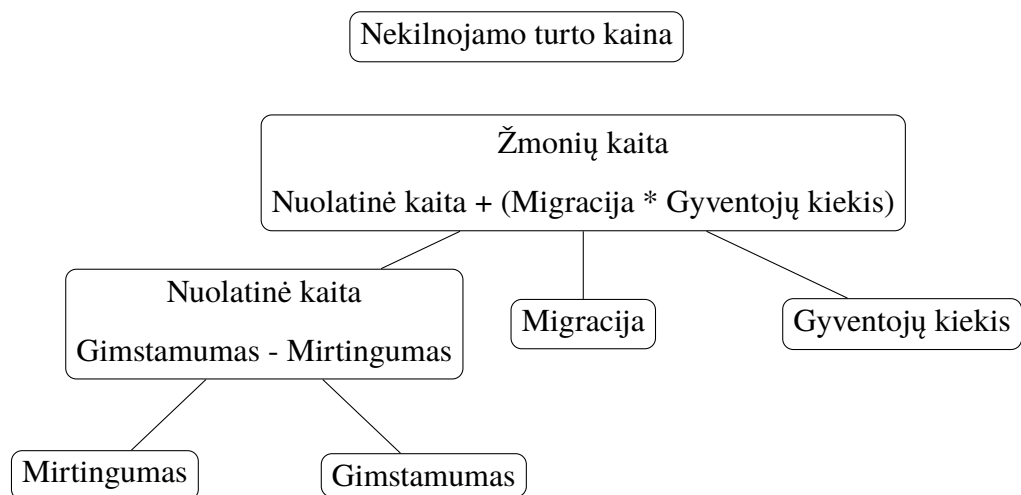 Nekilnojamo turto kaina
Žmonių kaita
Nuolatinė kaita + (Migracija * Gyventojų kiekis)
Nuolatinė kaita
Gimstamumas - Mirtingumas
Migracija
Gyventojų kiekis
Mirtingumas
Gimstamumas